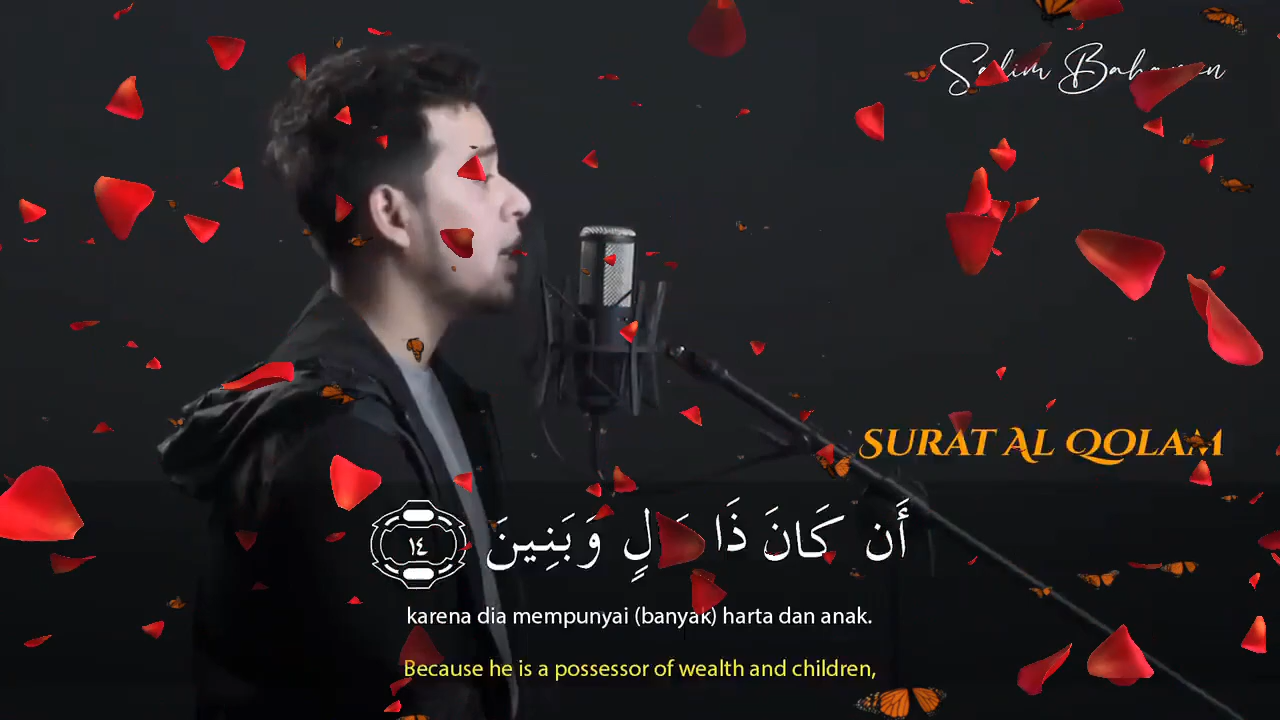 Salim Bahanan
SURAT AL QOLAM
أَن كَانَ ذَا لٍ وَبَنِينَ ١٤
karena dia mempunyai (banyak) harta dan anak.
Because he is a possessor of wealth and children,